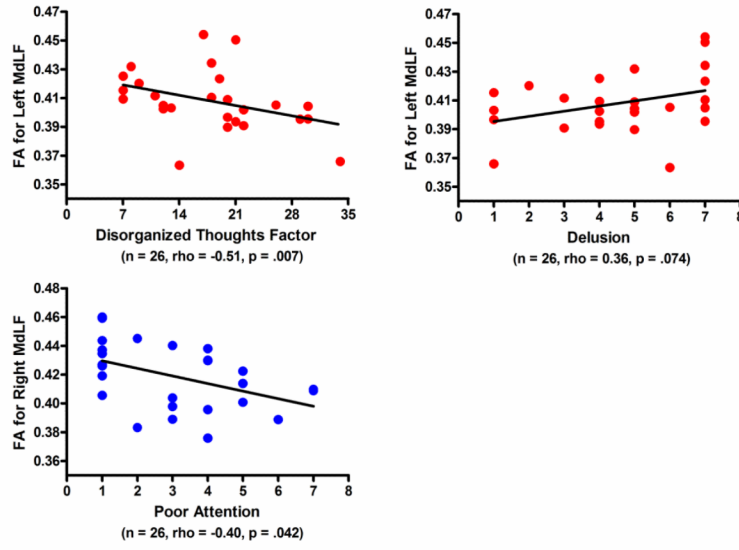 FA for Left MdLF
0.47
0.45
0.43
0.41
0.39
0.37
0.35
0 7 14 21 28 35
Disorganized Thoughts Factor
(n = 26, rho = -0.51, p = .007)
FA for Left MdLF
0.47
0.45
0.43
0.41
0.39
0.37
0.35
0 1 2 3 4 5 6 7 8
Delusion
(n = 26, rho = 0.36, p = .074)
FA for Right MdLF
0.48
0.46
0.44
0.42
0.40
0.38
0.36
0 1 2 3 4 5 6 7 8
Poor Attention
(n = 26, rho = -0.40, p = .042)